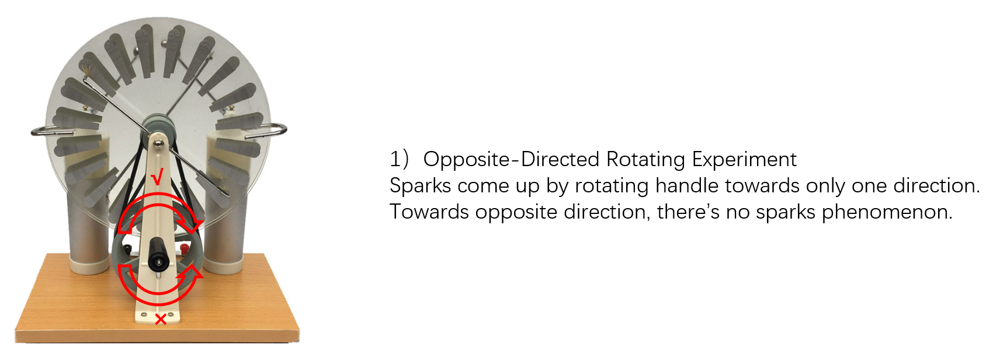 √
×
1）Opposite-Directed Rotating Experiment
Sparks come up by rotating handle towards only one direction.
Towards opposite direction, there’s no sparks phenomenon.